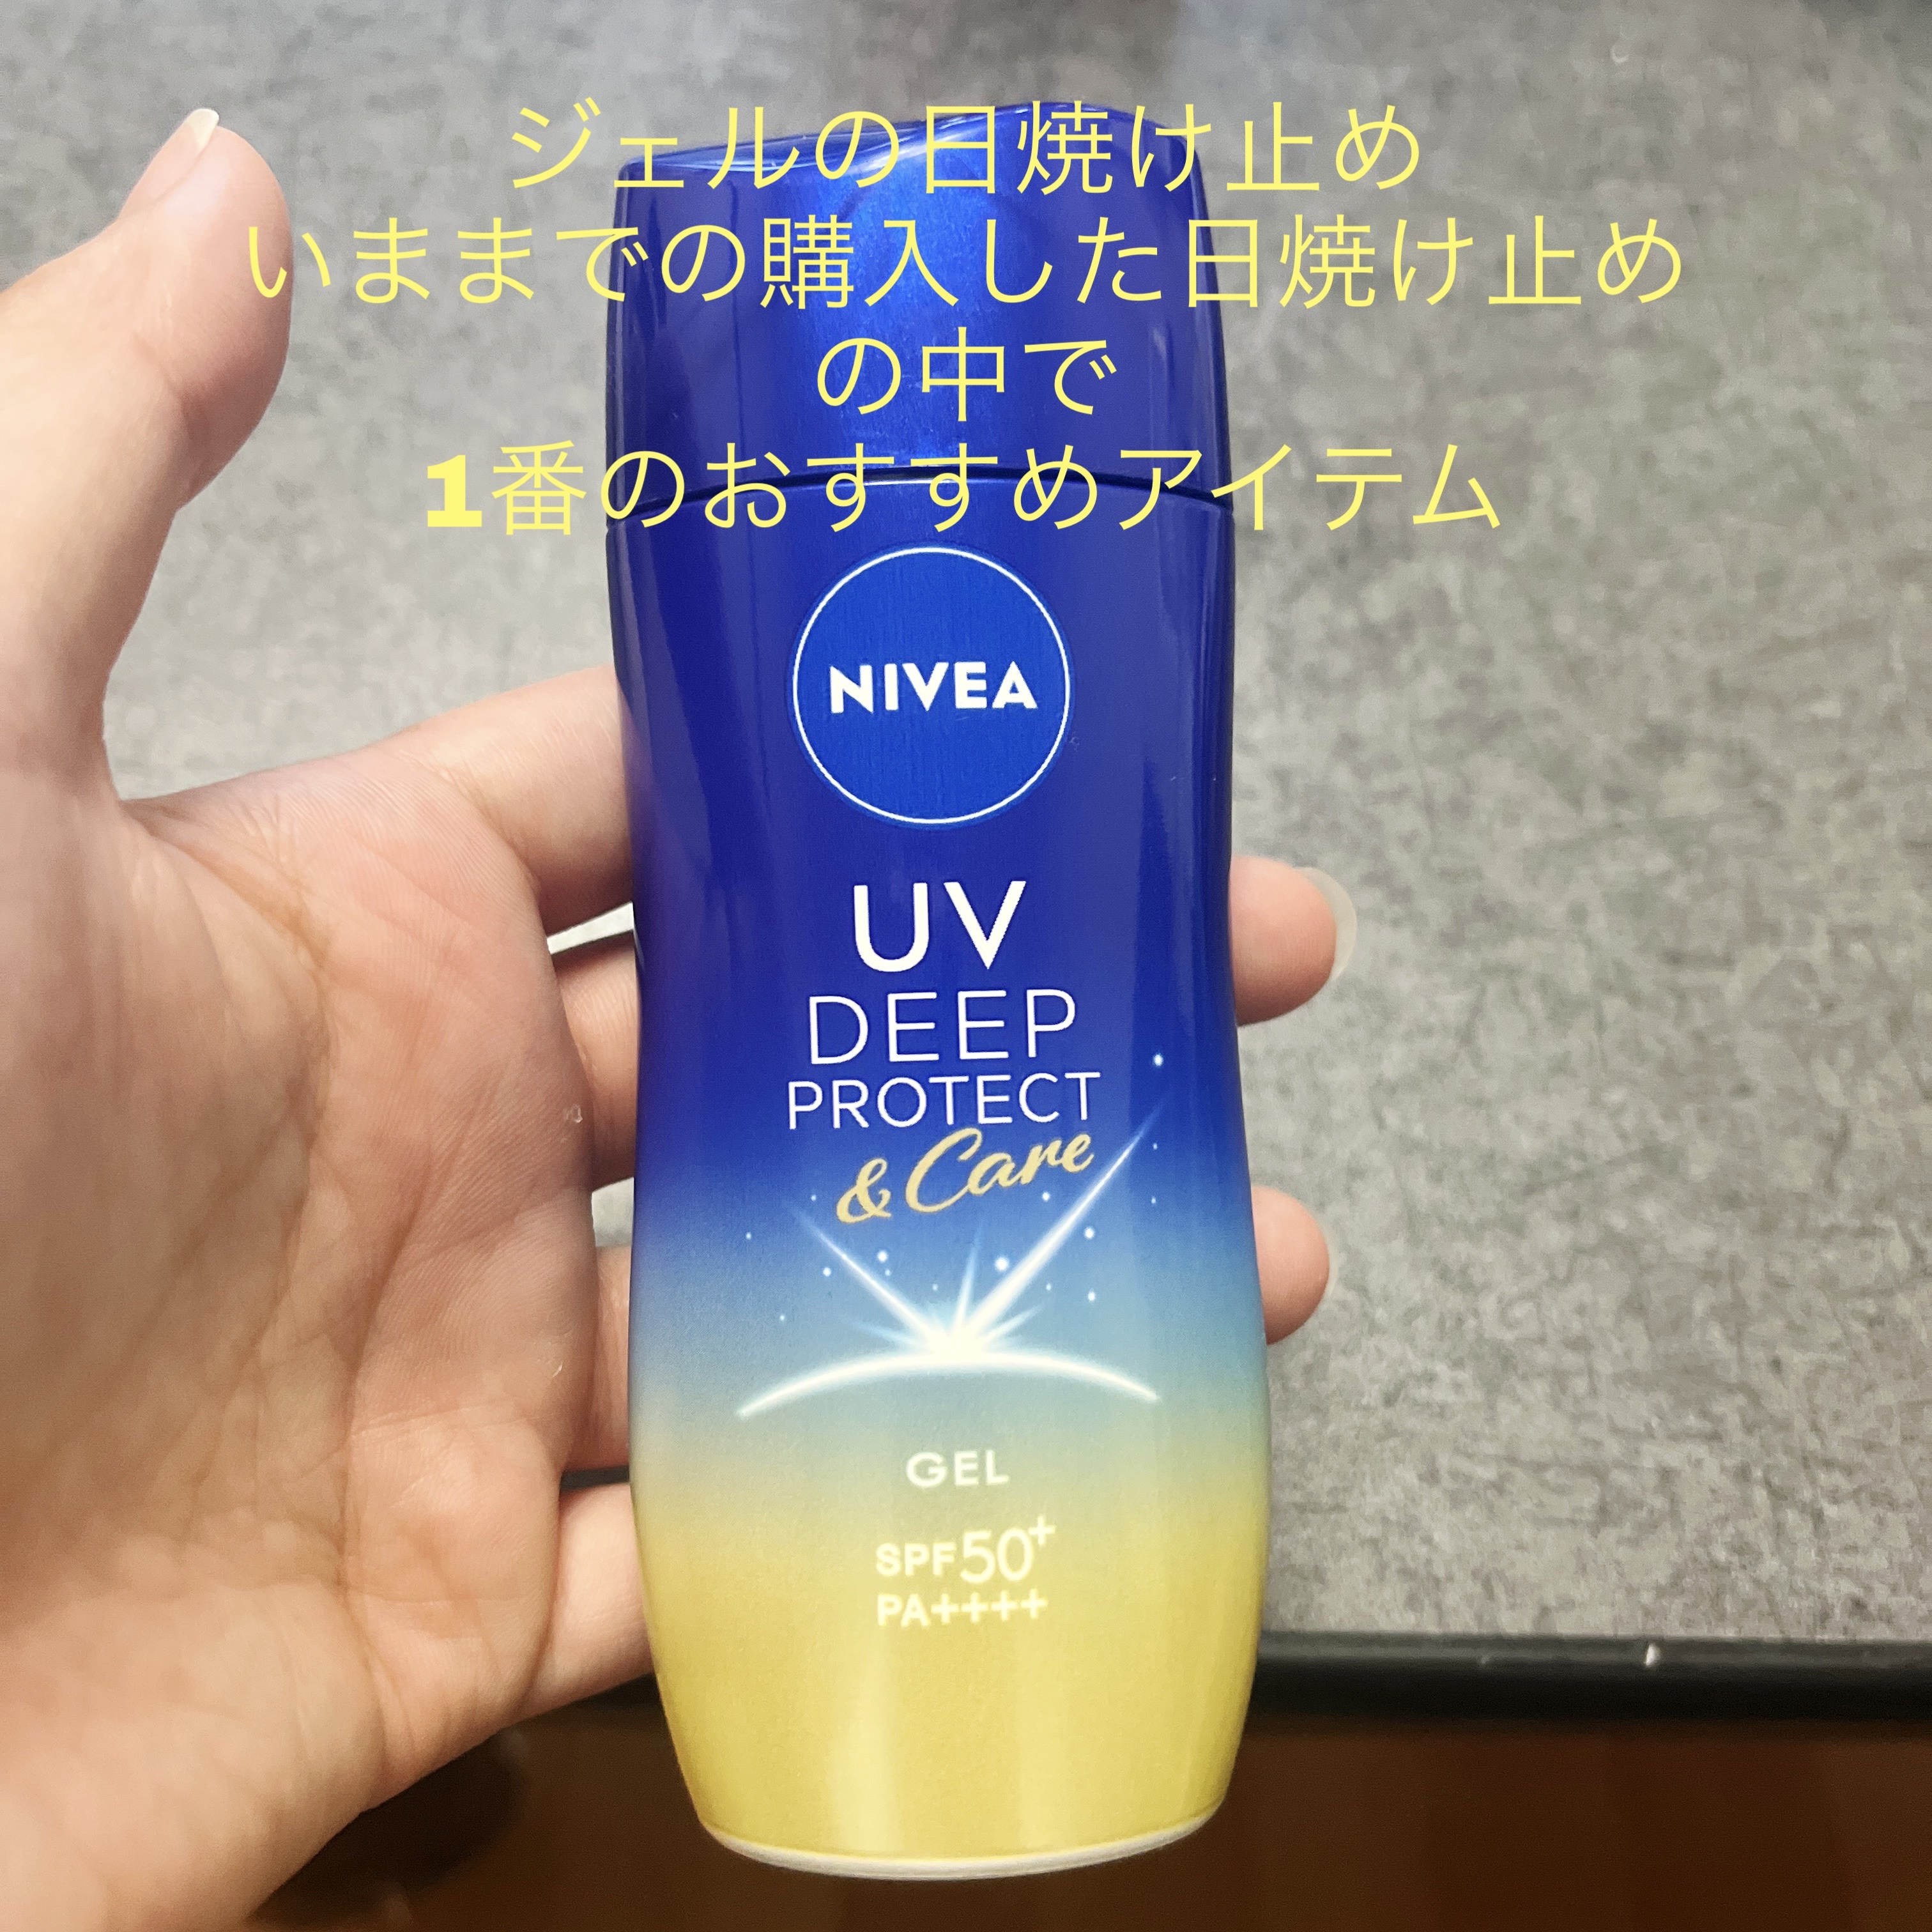 ジェルの日焼け止め
いままでの購入した日焼け止め
の中で
1番のおすすめアイテム
NIVEA
UV
DEEP
PROTECT
& Care
GEL
SPF50+
PA++++